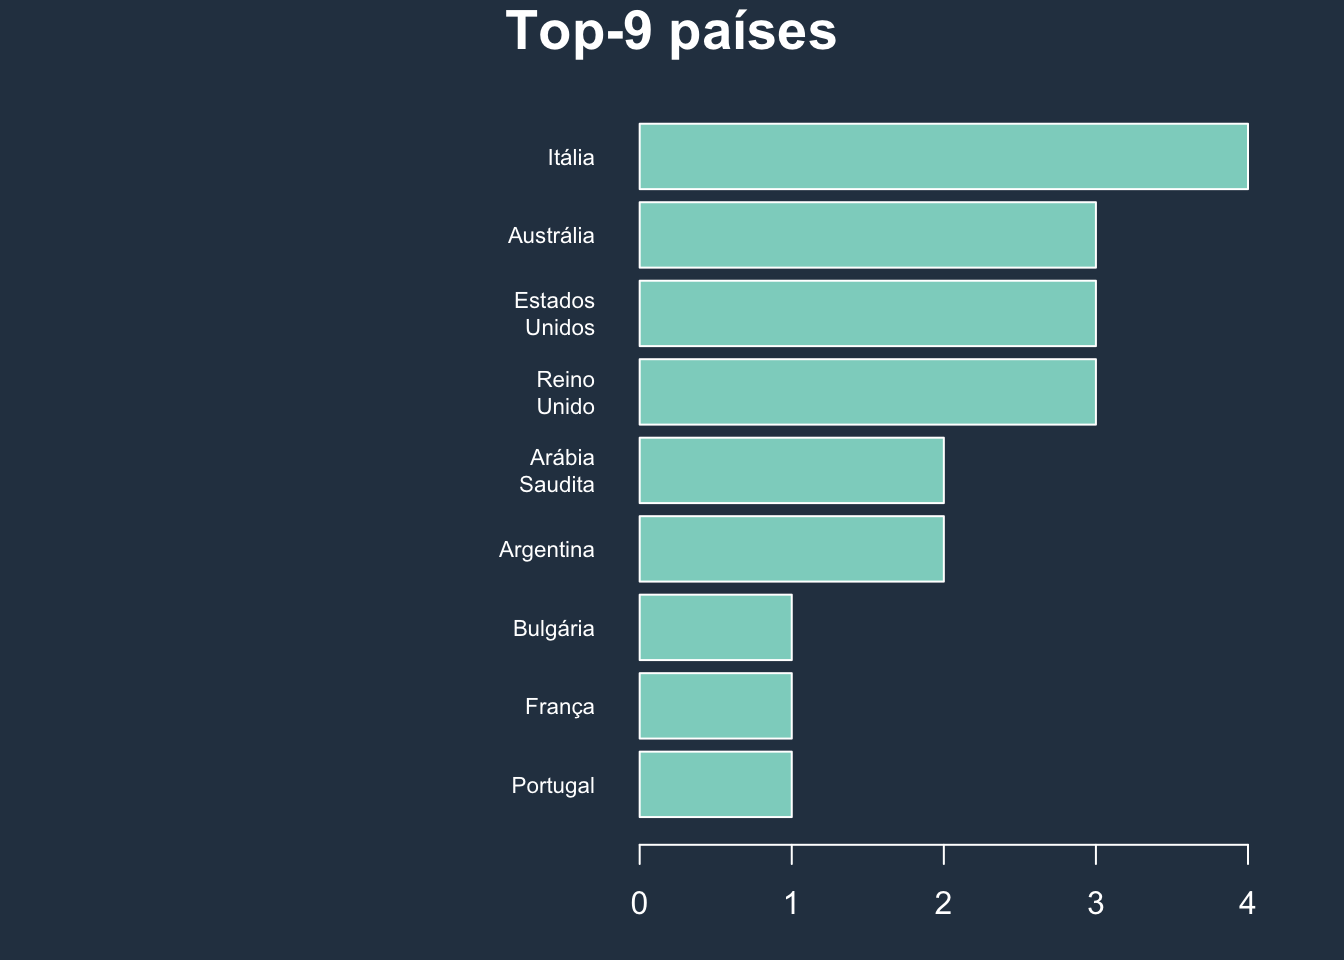 Top-9 países
Itália
Austrália
Estados
Unidos
Reino
Unido
Arábia
Saudita
Argentina
Bulgária
França
Portugal
0 1 2 3 4